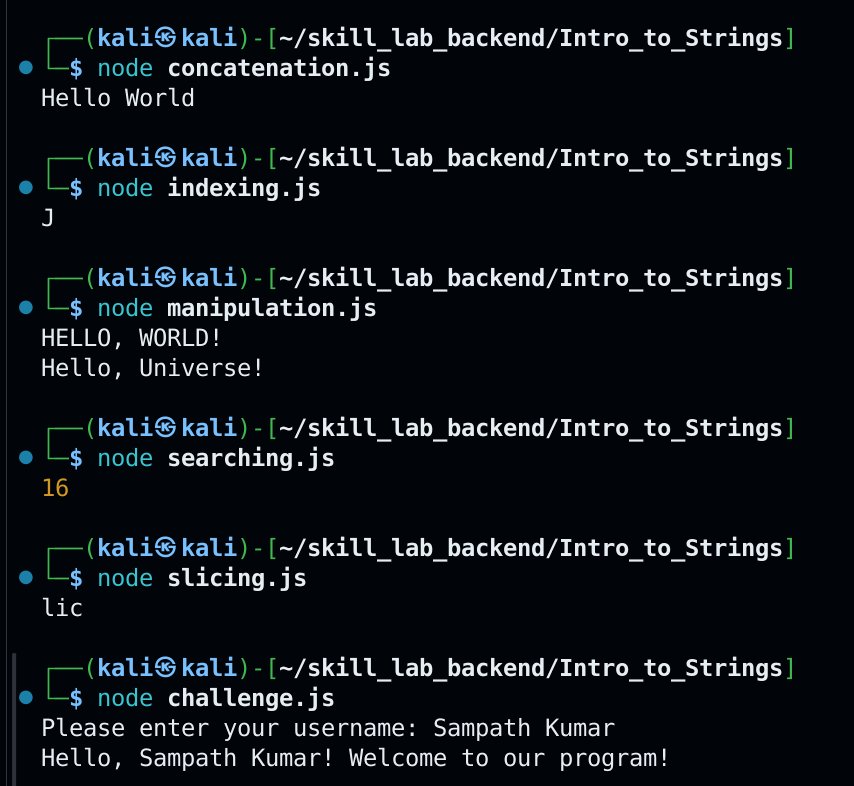 ┌──(kali㉿kali)-[~/skill_lab_backend/Intro_to_Strings]
└─$ node concatenation.js
Hello World
┌──(kali㉿kali)-[~/skill_lab_backend/Intro_to_Strings]
└─$ node indexing.js
J
┌──(kali㉿kali)-[~/skill_lab_backend/Intro_to_Strings]
└─$ node manipulation.js
HELLO, WORLD!
Hello, Universe!
┌──(kali㉿kali)-[~/skill_lab_backend/Intro_to_Strings]
└─$ node searching.js
16
┌──(kali㉿kali)-[~/skill_lab_backend/Intro_to_Strings]
└─$ node slicing.js
lic
┌──(kali㉿kali)-[~/skill_lab_backend/Intro_to_Strings]
└─$ node challenge.js
Please enter your username: Sampath Kumar
Hello, Sampath Kumar! Welcome to our program!